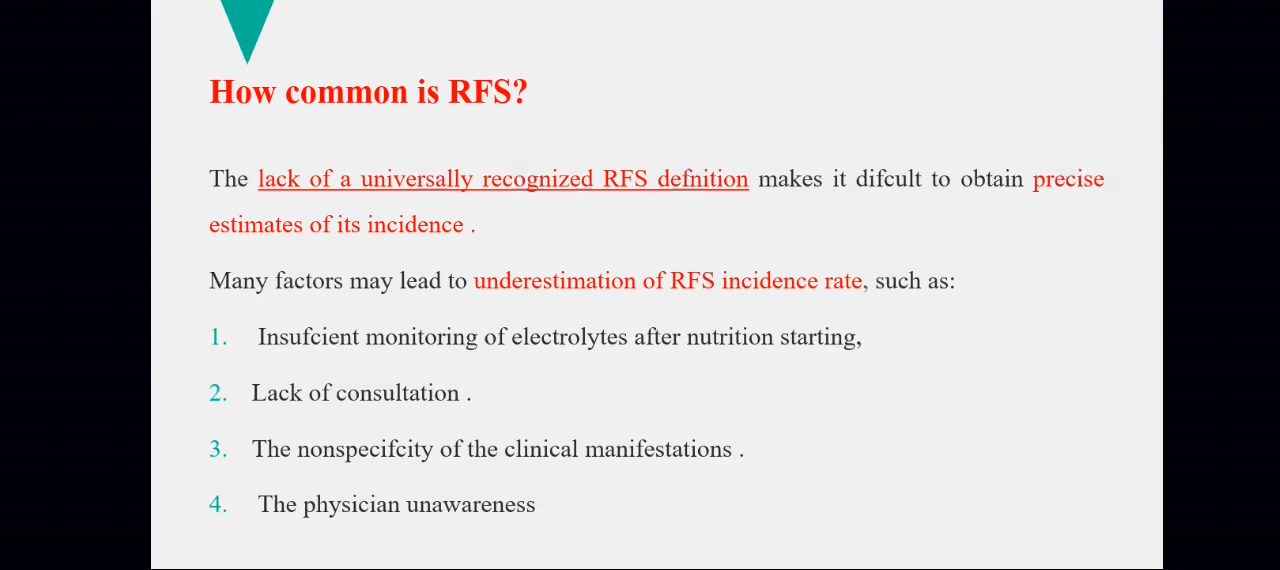 How common is RFS?
The lack of a universally recognized RFS defnition makes it difcult to obtain precise
estimates of its incidence .
Many factors may lead to underestimation of RFS incidence rate, such as:
1. Insufcient monitoring of electrolytes after nutrition starting,
2. Lack of consultation .
3. The nonspecifcity of the clinical manifestations .
4. The physician unawareness